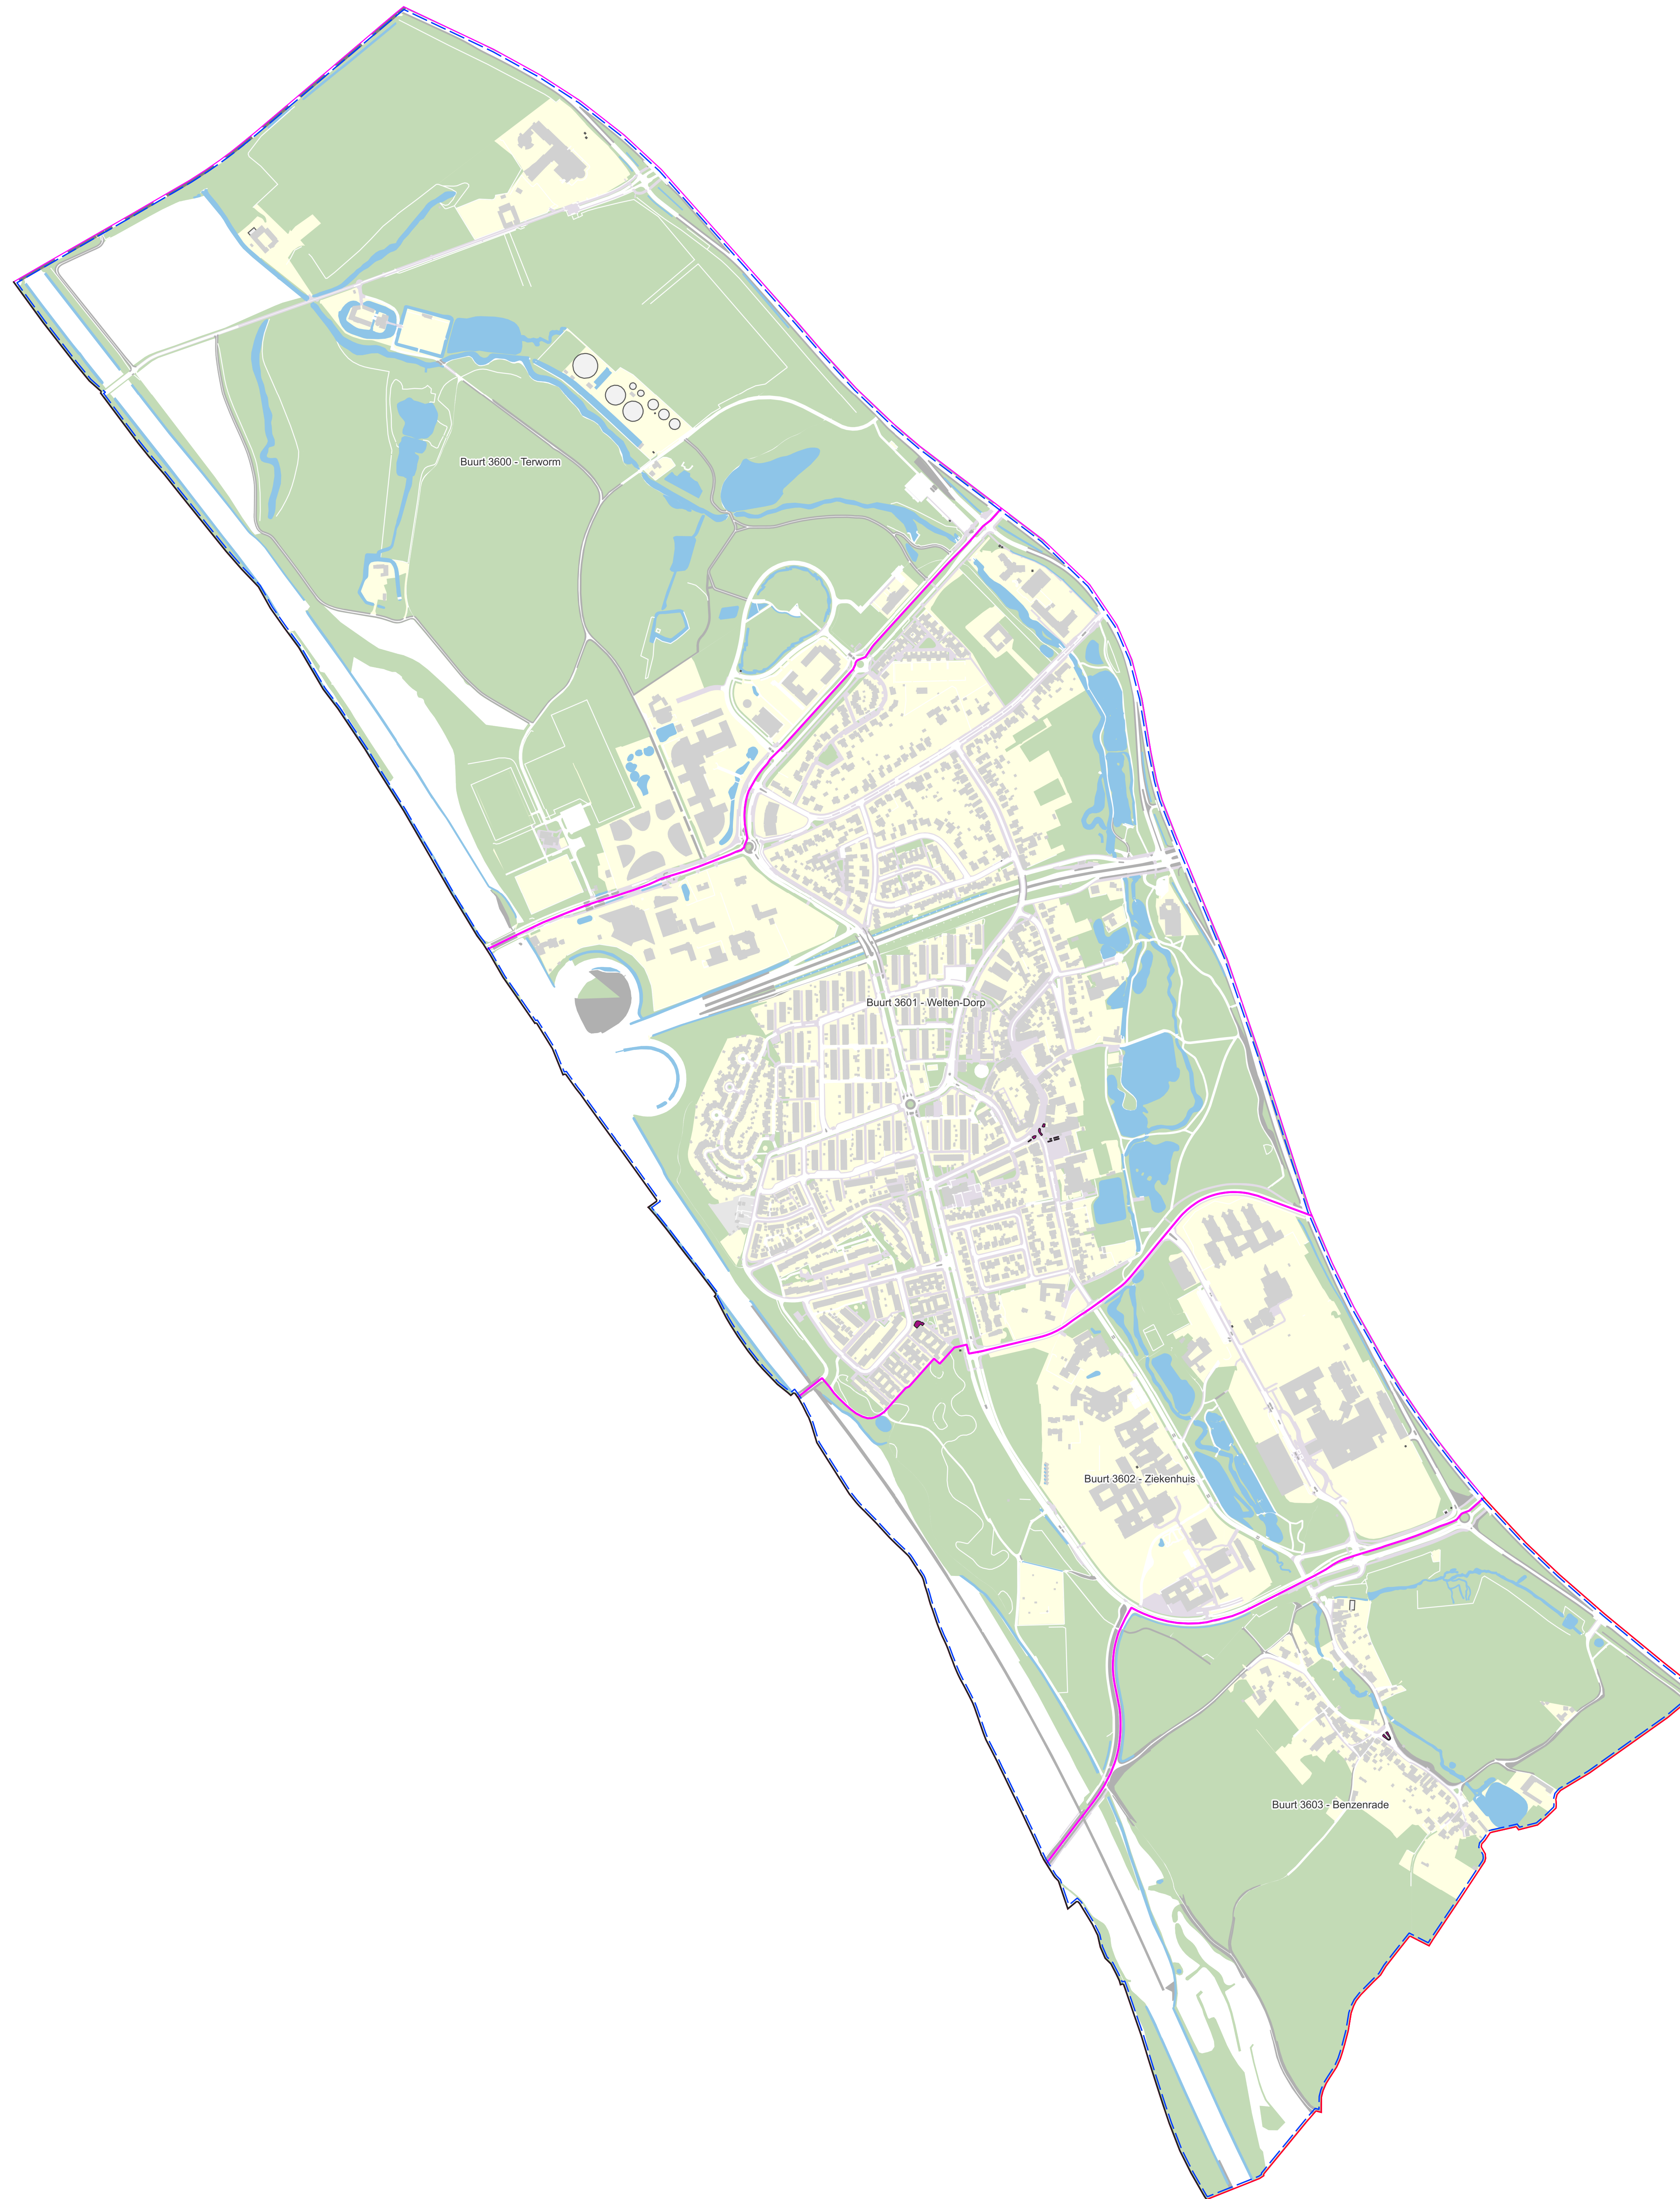 Buurt 3600 - Terworm
Buurt 3601 - Welten-Dorp
Buurt 3602 - Ziekenhuis
Buurt 3603 - Benzenrade